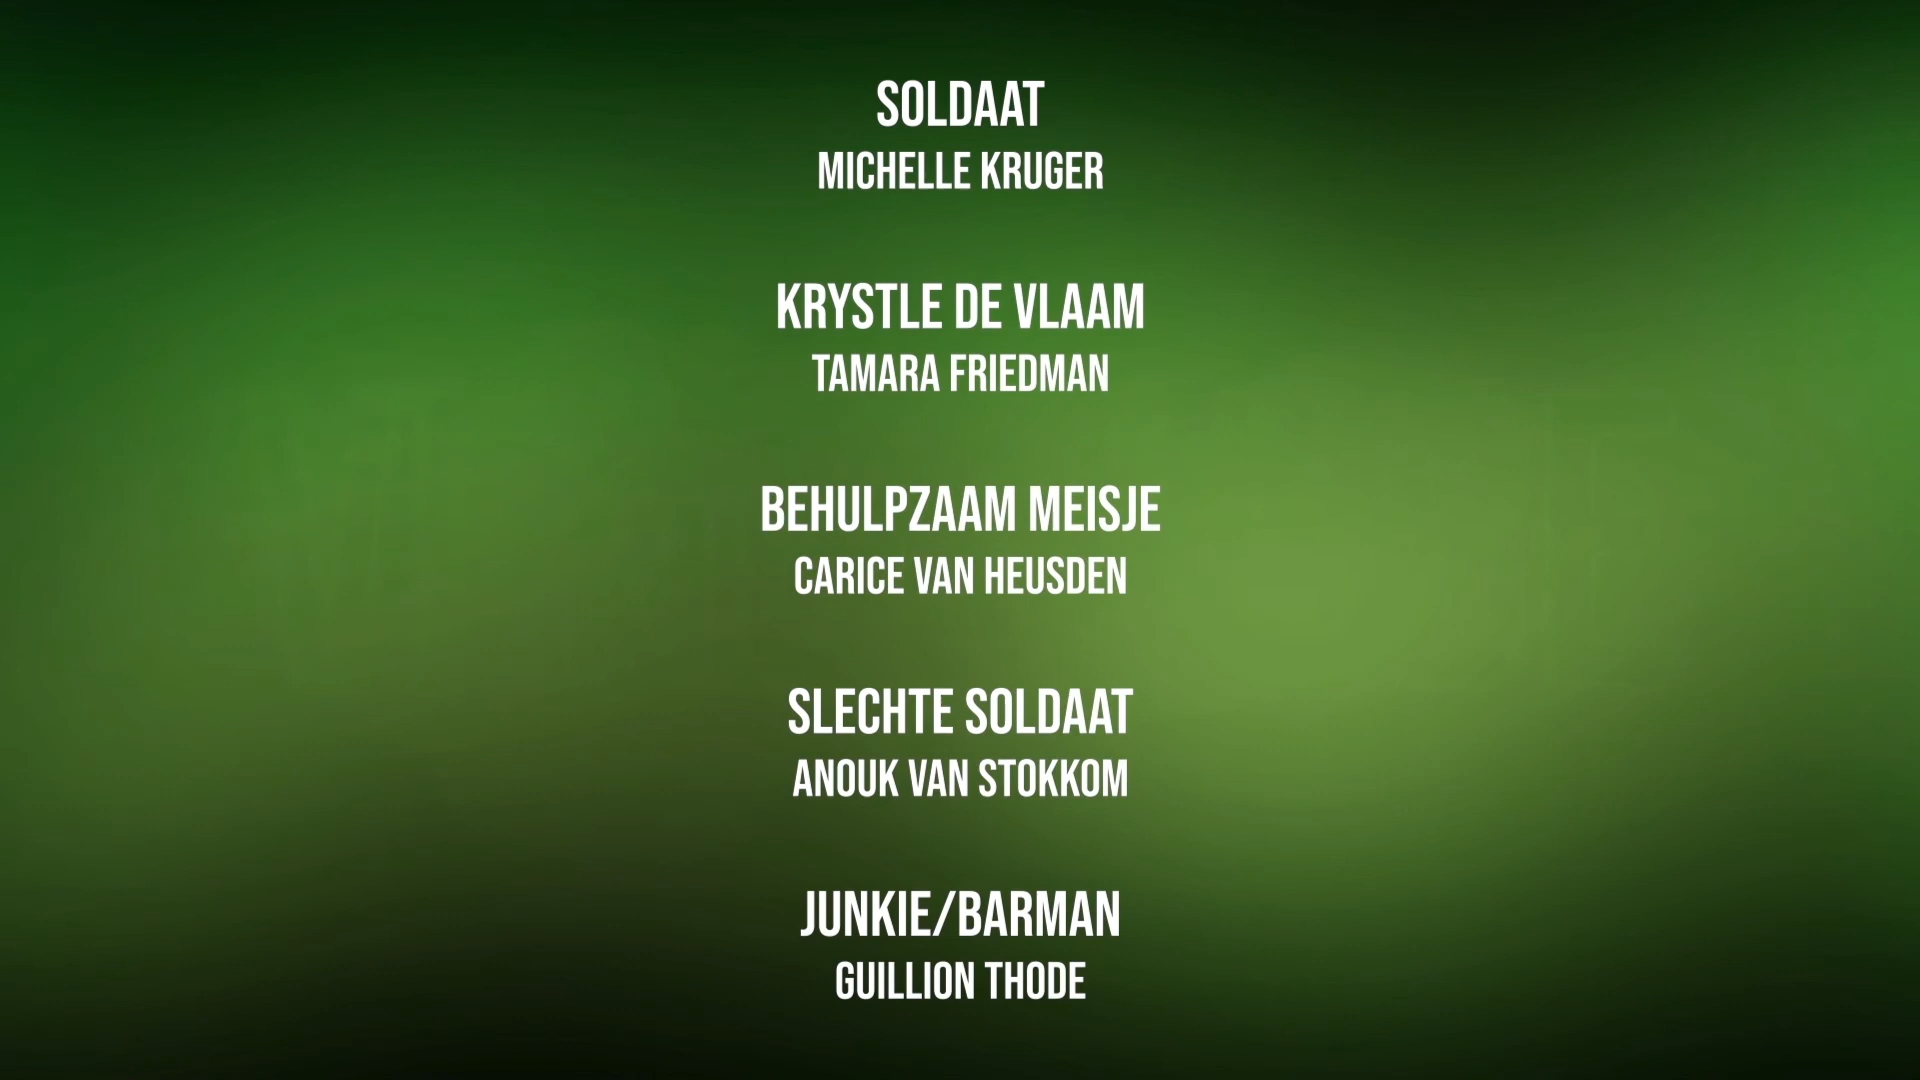 SOLDAAT
MICHELLE KRUGER
KRYSTLE DE VLAAM
TAMARA FRIEDMAN
BEHULPZAAM MEISJE
CARICE VAN HEUSDEN
SLECHTE SOLDAAT
ANOUK VAN STOKKOM
JUNKIE/BARMAN
GUILLION THODE